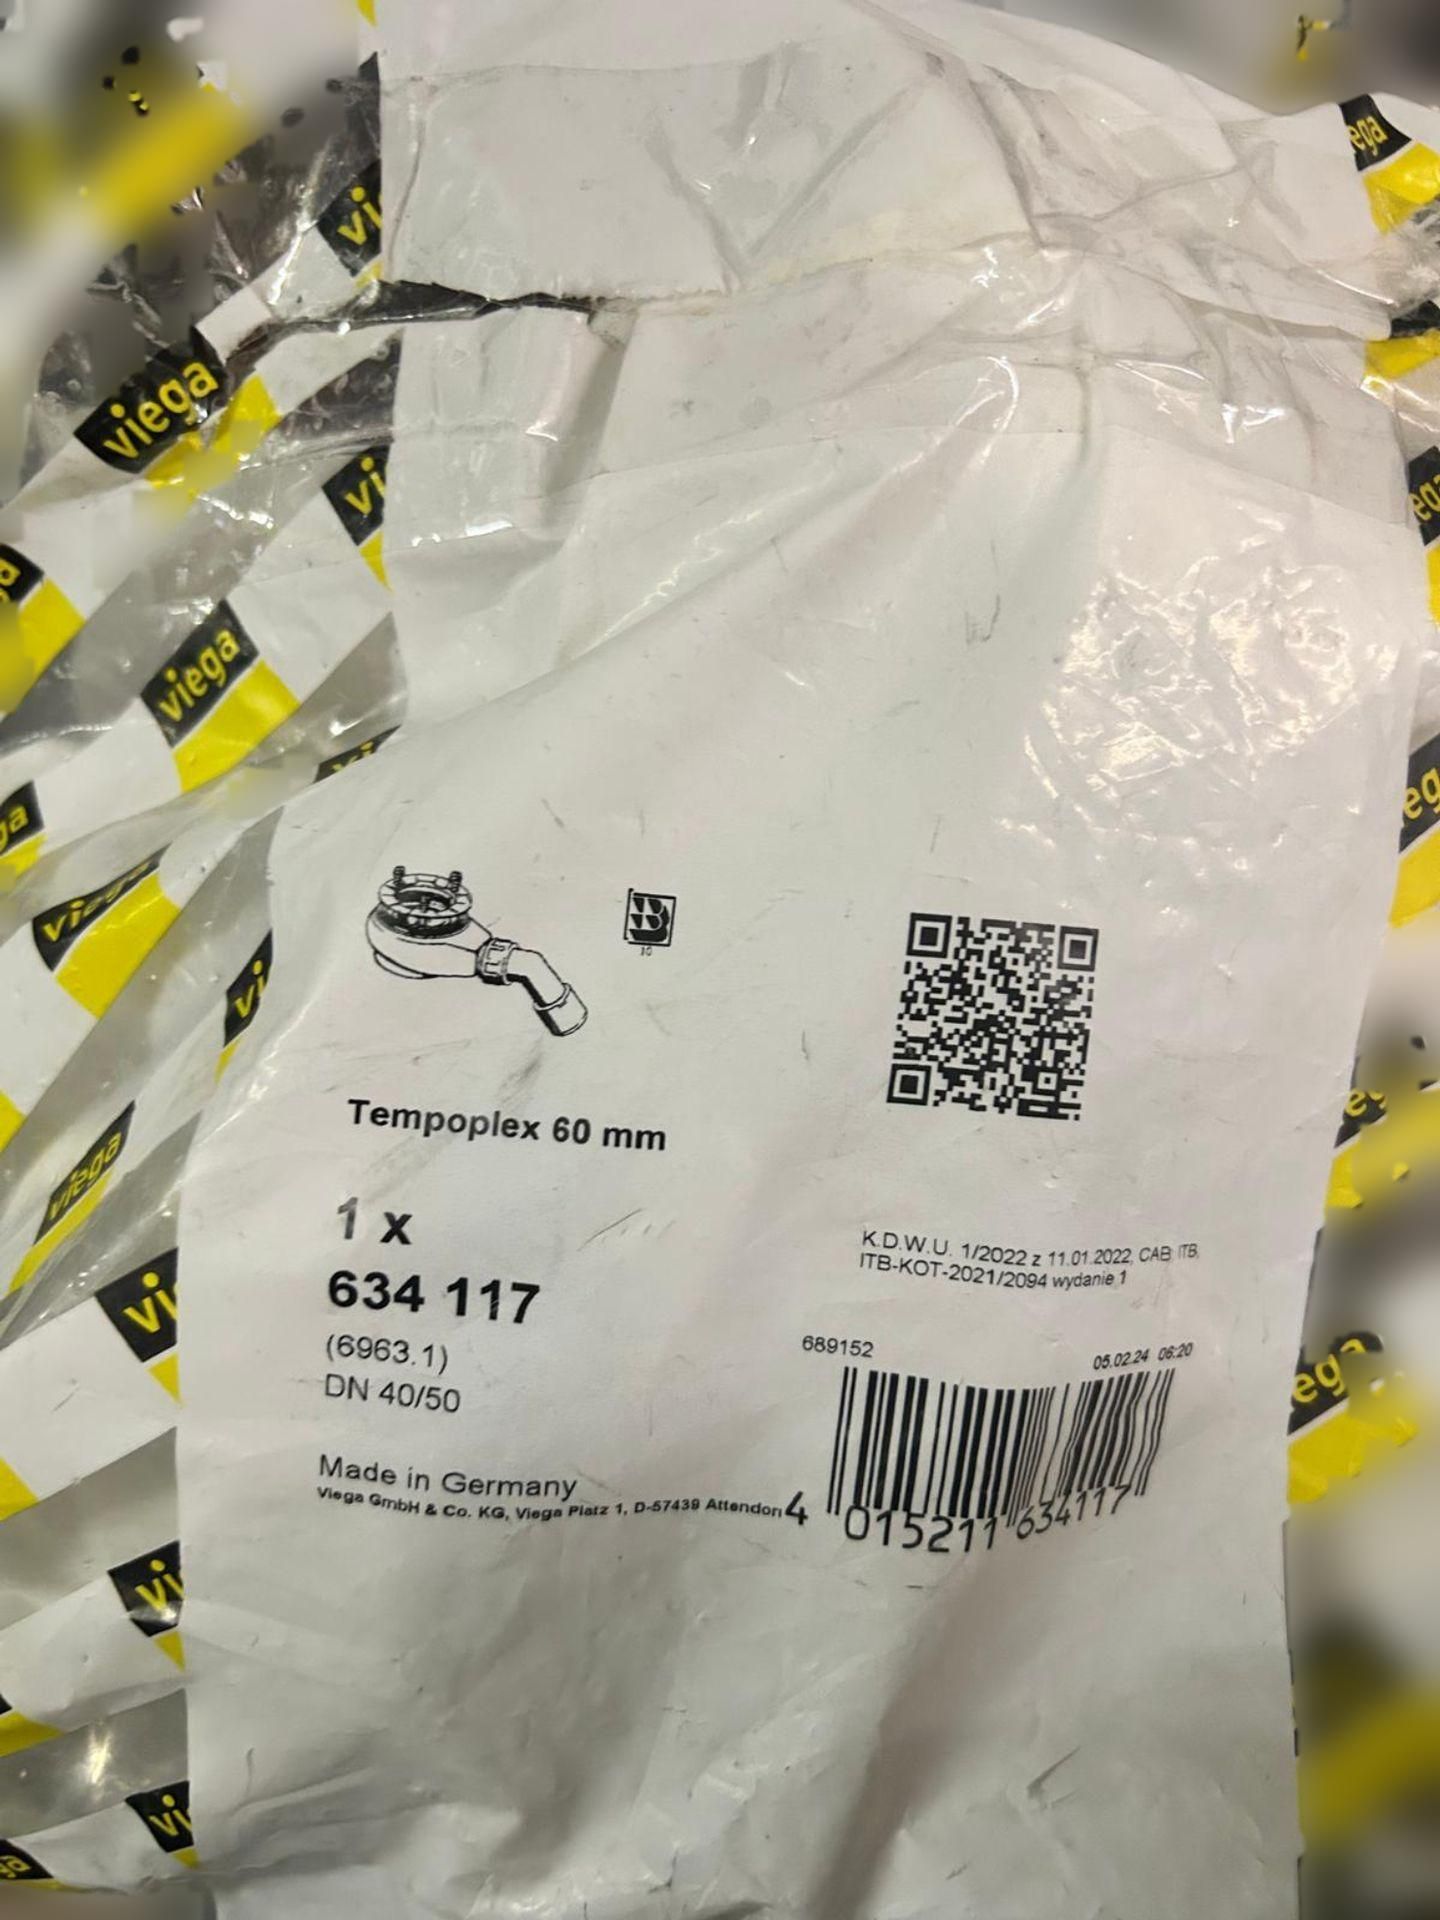 viega
viega
viega
viega
viega
Tempoplex 60 mm
1 x
634 117
(6963.1)
DN 40/50
Made in Germany
Viega GmbH & Co. KG, Viega Platz 1, D-57439 Attendorn
10
K.D.W.U. 1/2022 z 11.01.2022, CAB: ITB,
ITB-KOT-2021/2094 wydanie 1
689152
05.02.24 06:20
4 015211 634117